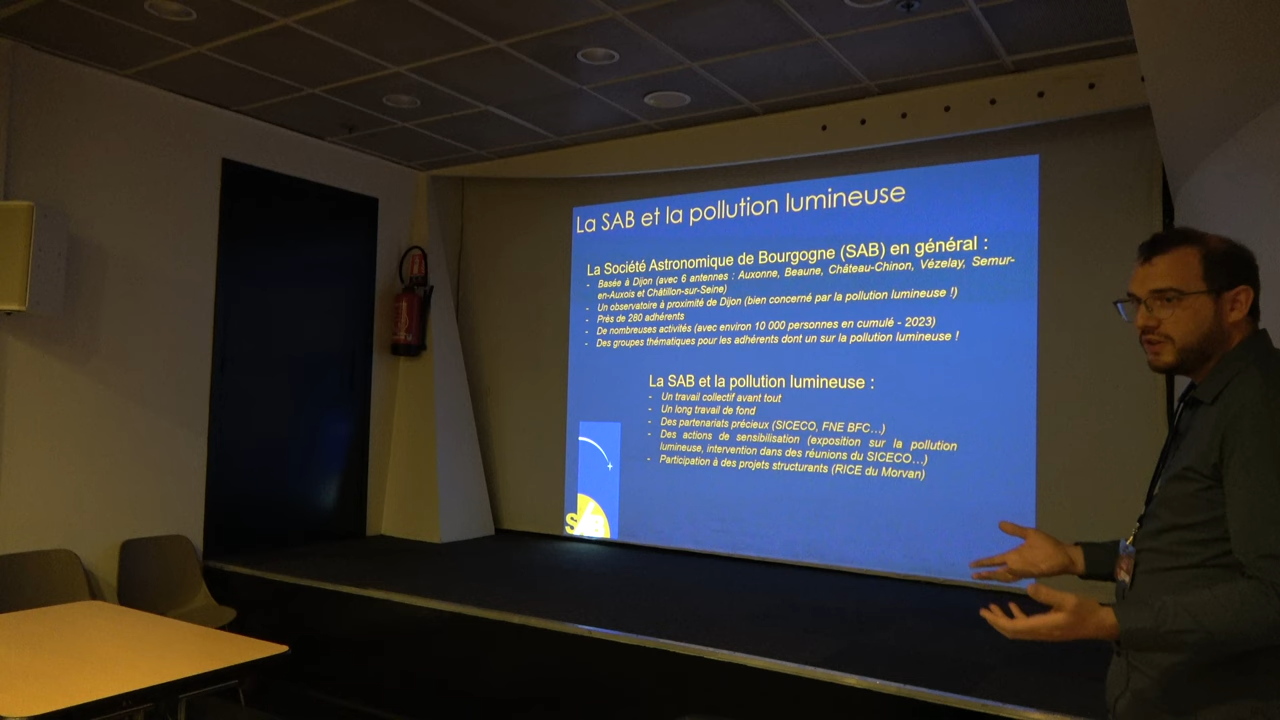 La SAB et la pollution lumineuse
La Société Astronomique de Bourgogne (SAB) en général :
- Basée à Dijon (avec 6 antennes : Auxonne, Beaune, Château-Chinon, Vézelay, Semur-
en-Auxois et Châtillon-sur-Seine)
- Un observatoire à proximité de Dijon (bien concerné par la pollution lumineuse !)
- Près de 280 adhérents
- De nombreuses activités (avec environ 10 000 personnes en cumulé - 2023)
- Des groupes thématiques pour les adhérents dont un sur la pollution lumineuse !
La SAB et la pollution lumineuse :
- Un travail collectif avant tout
- Un long travail de fond
- Des partenariats précieux (SICECO, FNE BFC…)
- Des actions de sensibilisation (exposition sur la pollution
lumineuse, intervention dans des réunions du SICECO…)
- Participation à des projets structurants (RICE du Morvan)
SAB